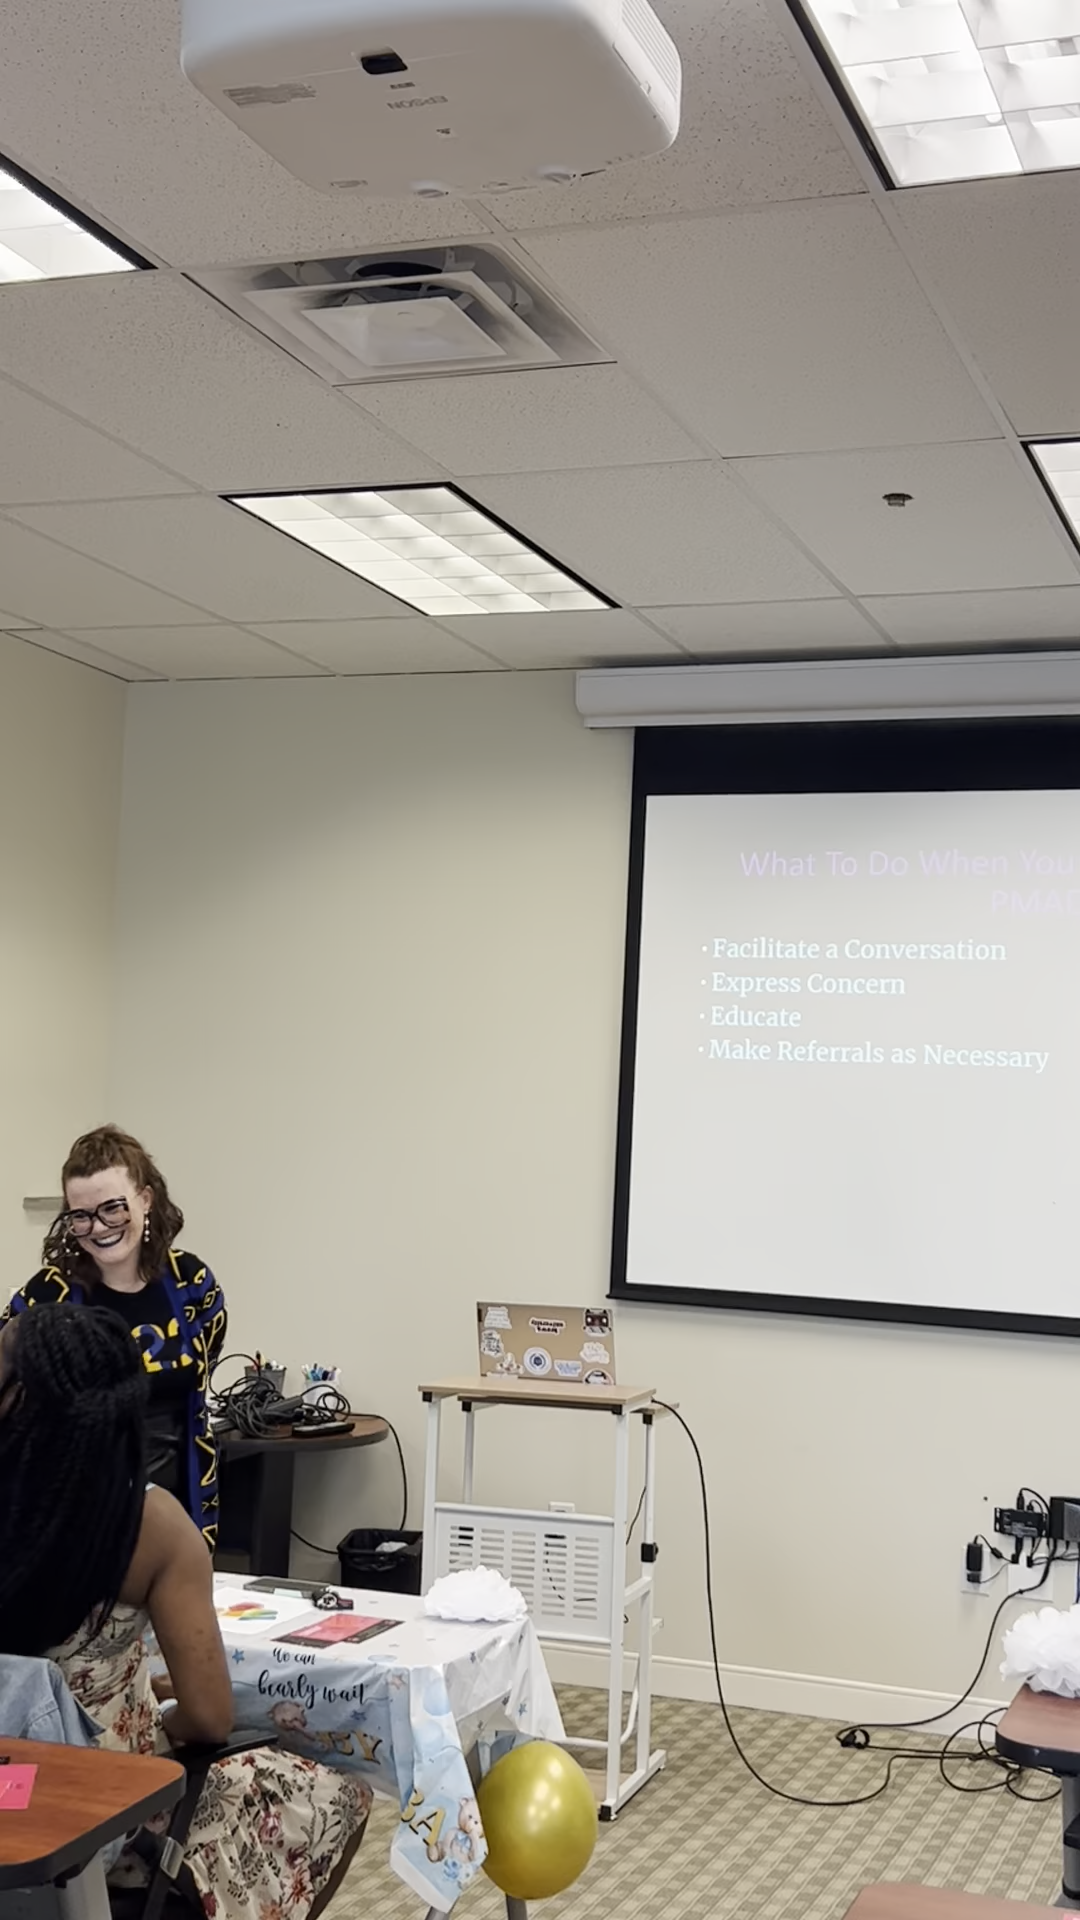 EPSON
What To Do When You
PMAD
• Facilitate a Conversation
• Express Concern
• Educate
• Make Referrals as Necessary
We can
bearly wait
BA